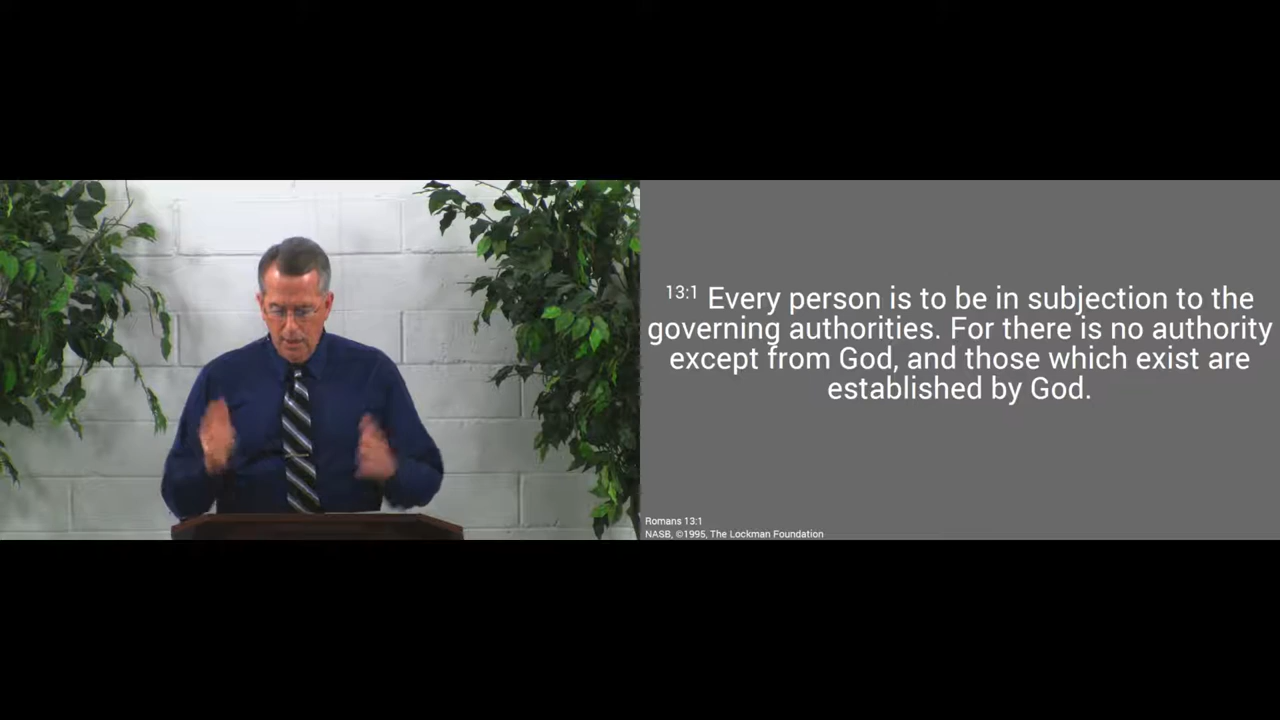 13:1 Every person is to be in subjection to the
governing authorities. For there is no authority
except from God, and those which exist are
established by God.
Romans 13:1
NASB, ©1995, The Lockman Foundation